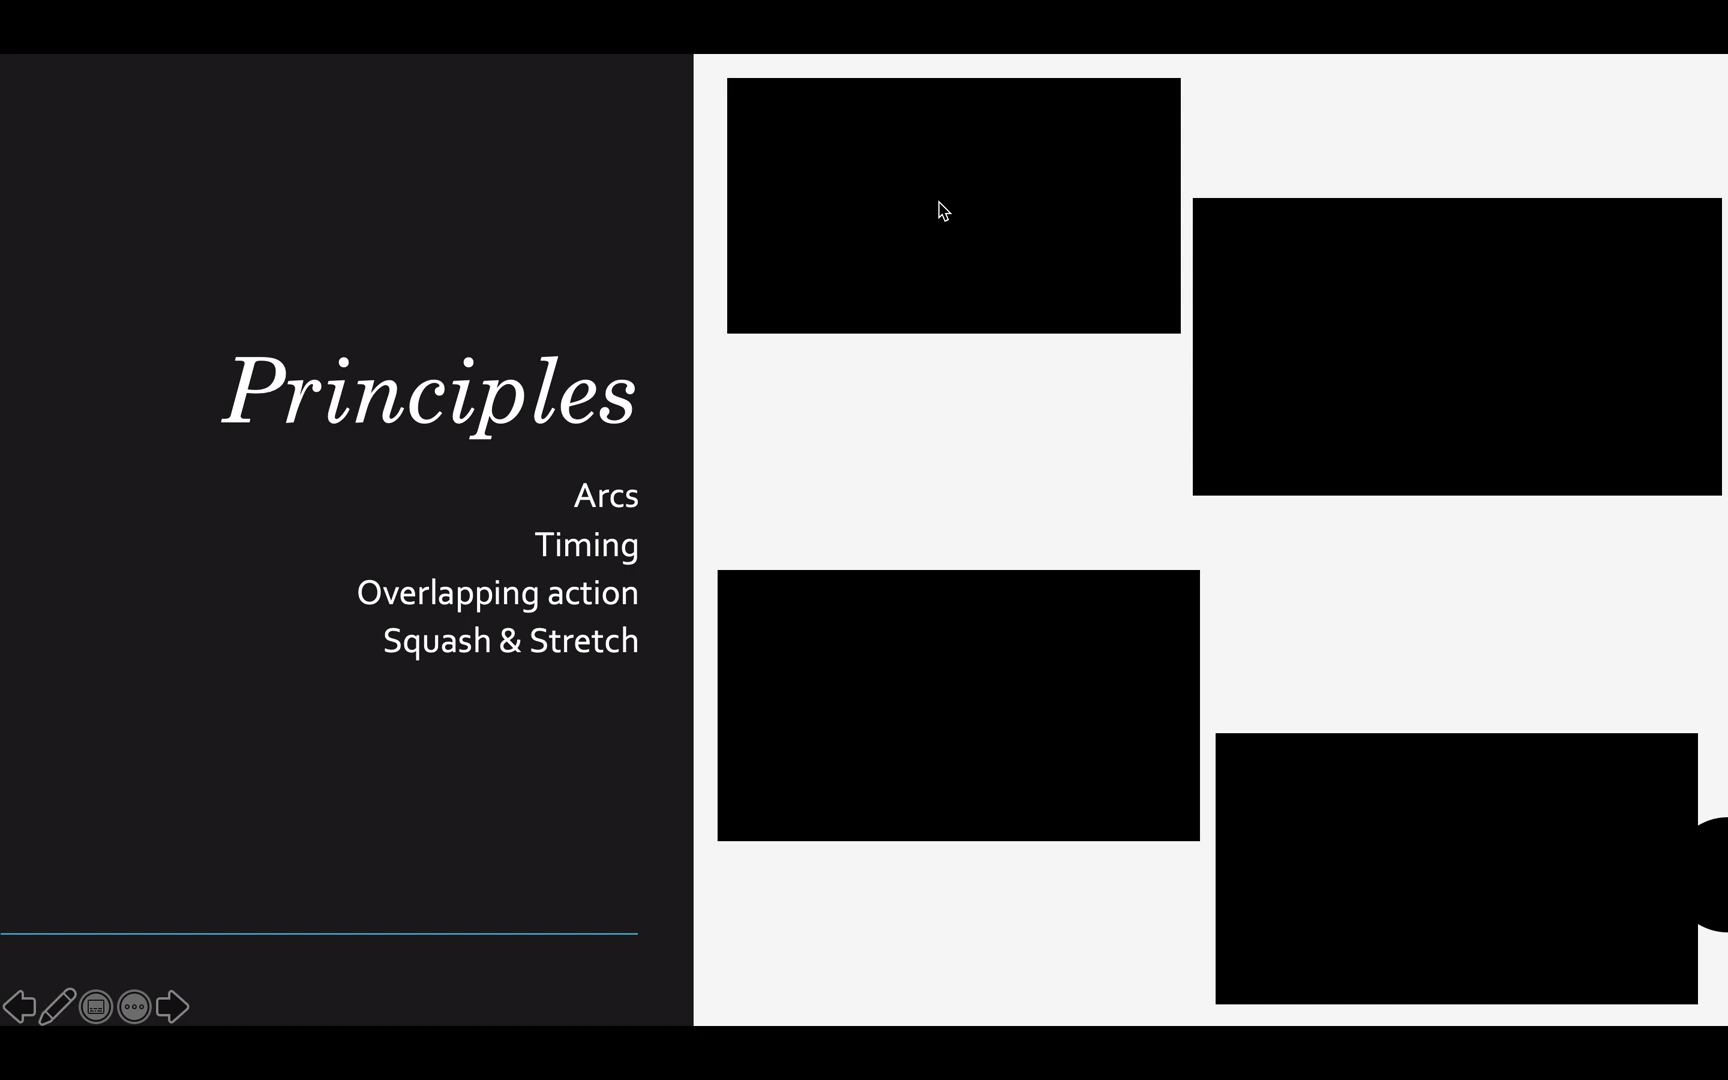 Principles
Arcs
Timing
Overlapping action
Squash & Stretch